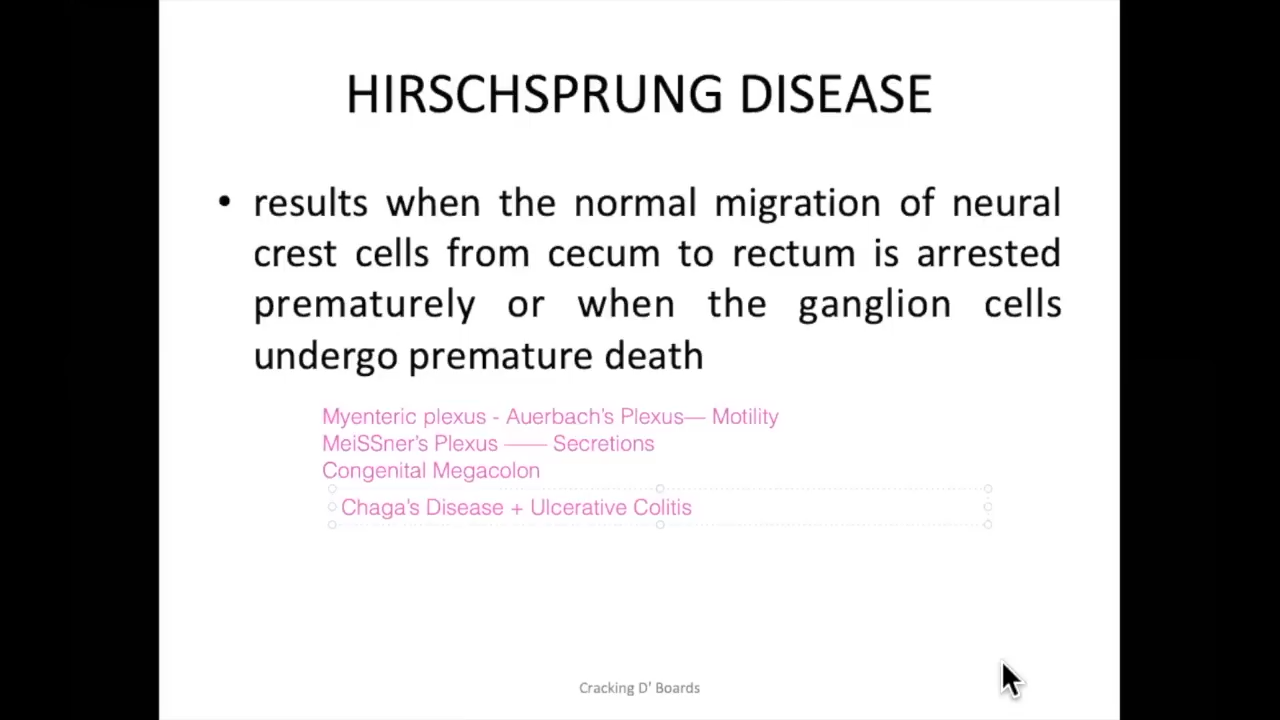 HIRSCHSPRUNG DISEASE
• results when the normal migration of neural
crest cells from cecum to rectum is arrested
prematurely or when the ganglion cells
undergo premature death
Myenteric plexus - Auerbach's Plexus— Motility
MeiSSner's Plexus —— Secretions
Congenital Megacolon
Chaga's Disease + Ulcerative Colitis
Cracking D' Boards